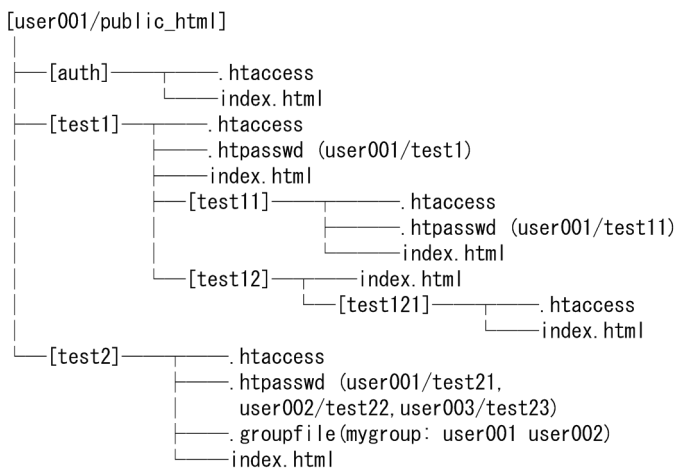 [user001/public_html]
[auth] .htaccess
index.html
[test1] .htaccess
.htpasswd (user001/test1)
index.html
[test11] .htaccess
.htpasswd (user001/test11)
index.html
[test12] index.html
[test121] .htaccess
index.html
[test2] .htaccess
.htpasswd (user001/test21,
user002/test22,user003/test23)
.groupfile(mygroup: user001 user002)
index.html